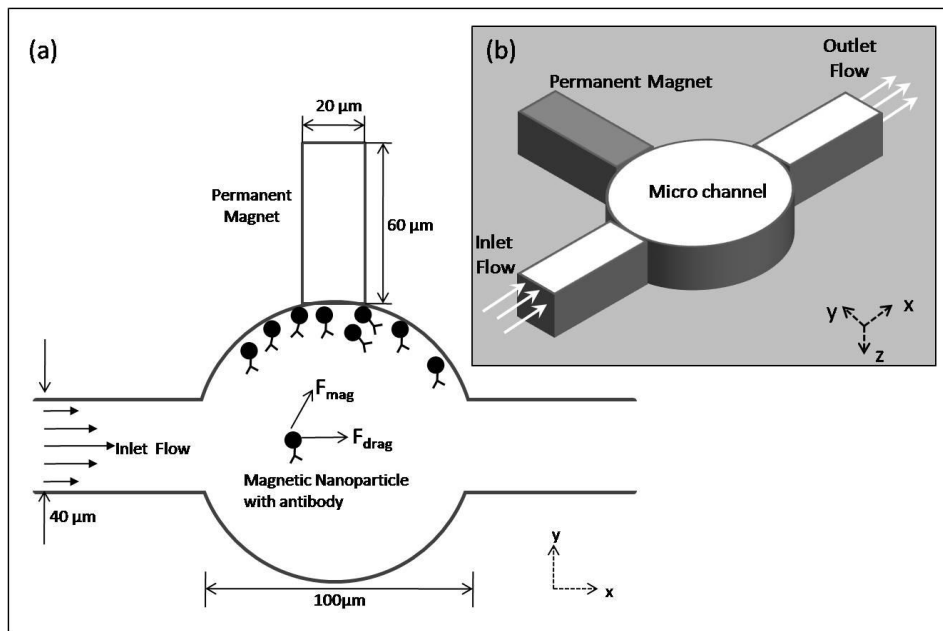 (a)
20 µm
Permanent
Magnet
60 µm
F_mag
F_drag
Inlet Flow
Magnetic Nanoparticle
with antibody
40 µm
100µm
y
x
(b)
Outlet
Flow
Permanent Magnet
Micro channel
Inlet
Flow
y
x
z